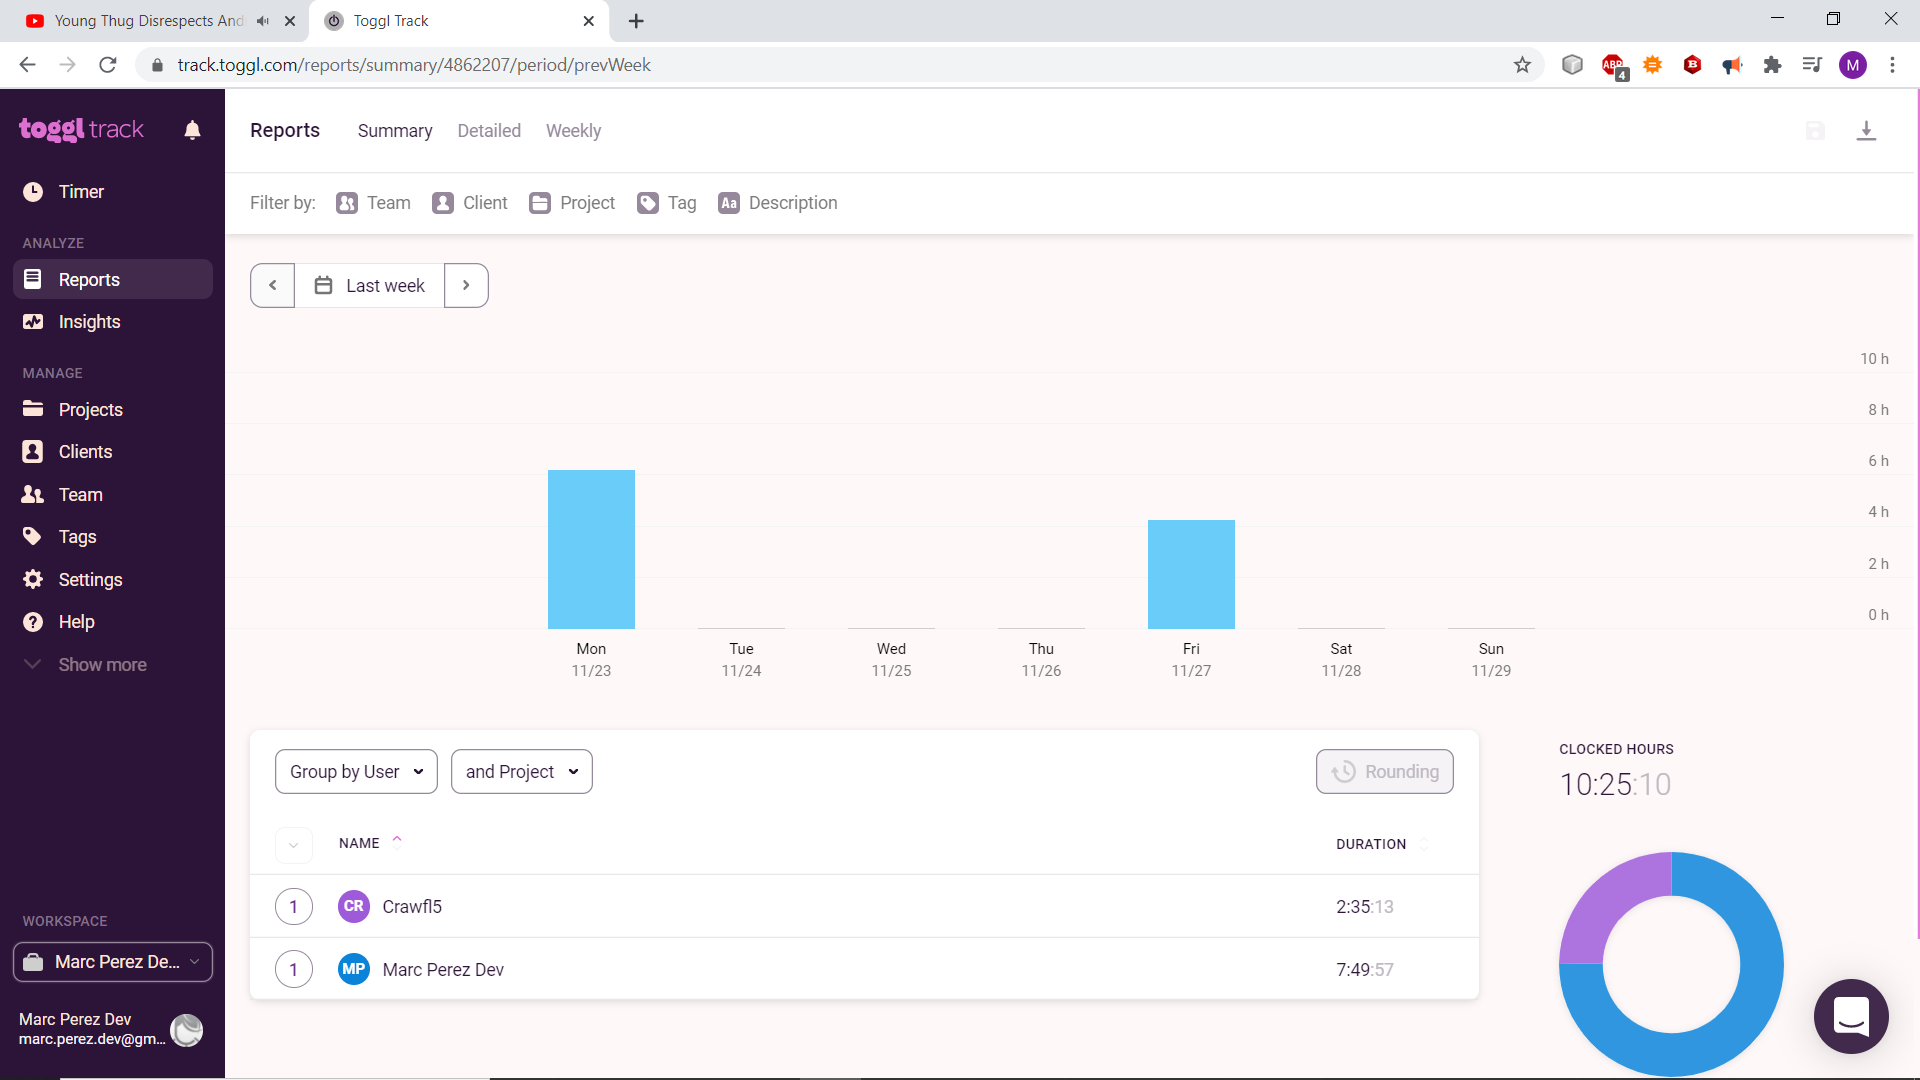 Young Thug Disrespects And
Toggl Track
track.toggl.com/reports/summary/4862207/period/prevWeek
ABP
4
B
M
toggl track
Reports
Summary
Detailed
Weekly
Timer
Filter by:
Team
Client
Project
Tag
Aa
Description
ANALYZE
Reports
Last week
Insights
10 h
MANAGE
Projects
8 h
Clients
6 h
Team
4 h
Tags
2 h
Settings
0 h
? Help
Mon
Tue
Wed
Thu
Fri
Sat
Sun
Show more
11/23
11/24
11/25
11/26
11/27
11/28
11/29
Group by User
and Project
Rounding
CLOCKED HOURS
10:25:10
NAME
DURATION
1
CR
Crawfl5
2:35:13
1
MP
Marc Perez Dev
7:49:57
WORKSPACE
Marc Perez De...
Marc Perez Dev
marc.perez.dev@gm...